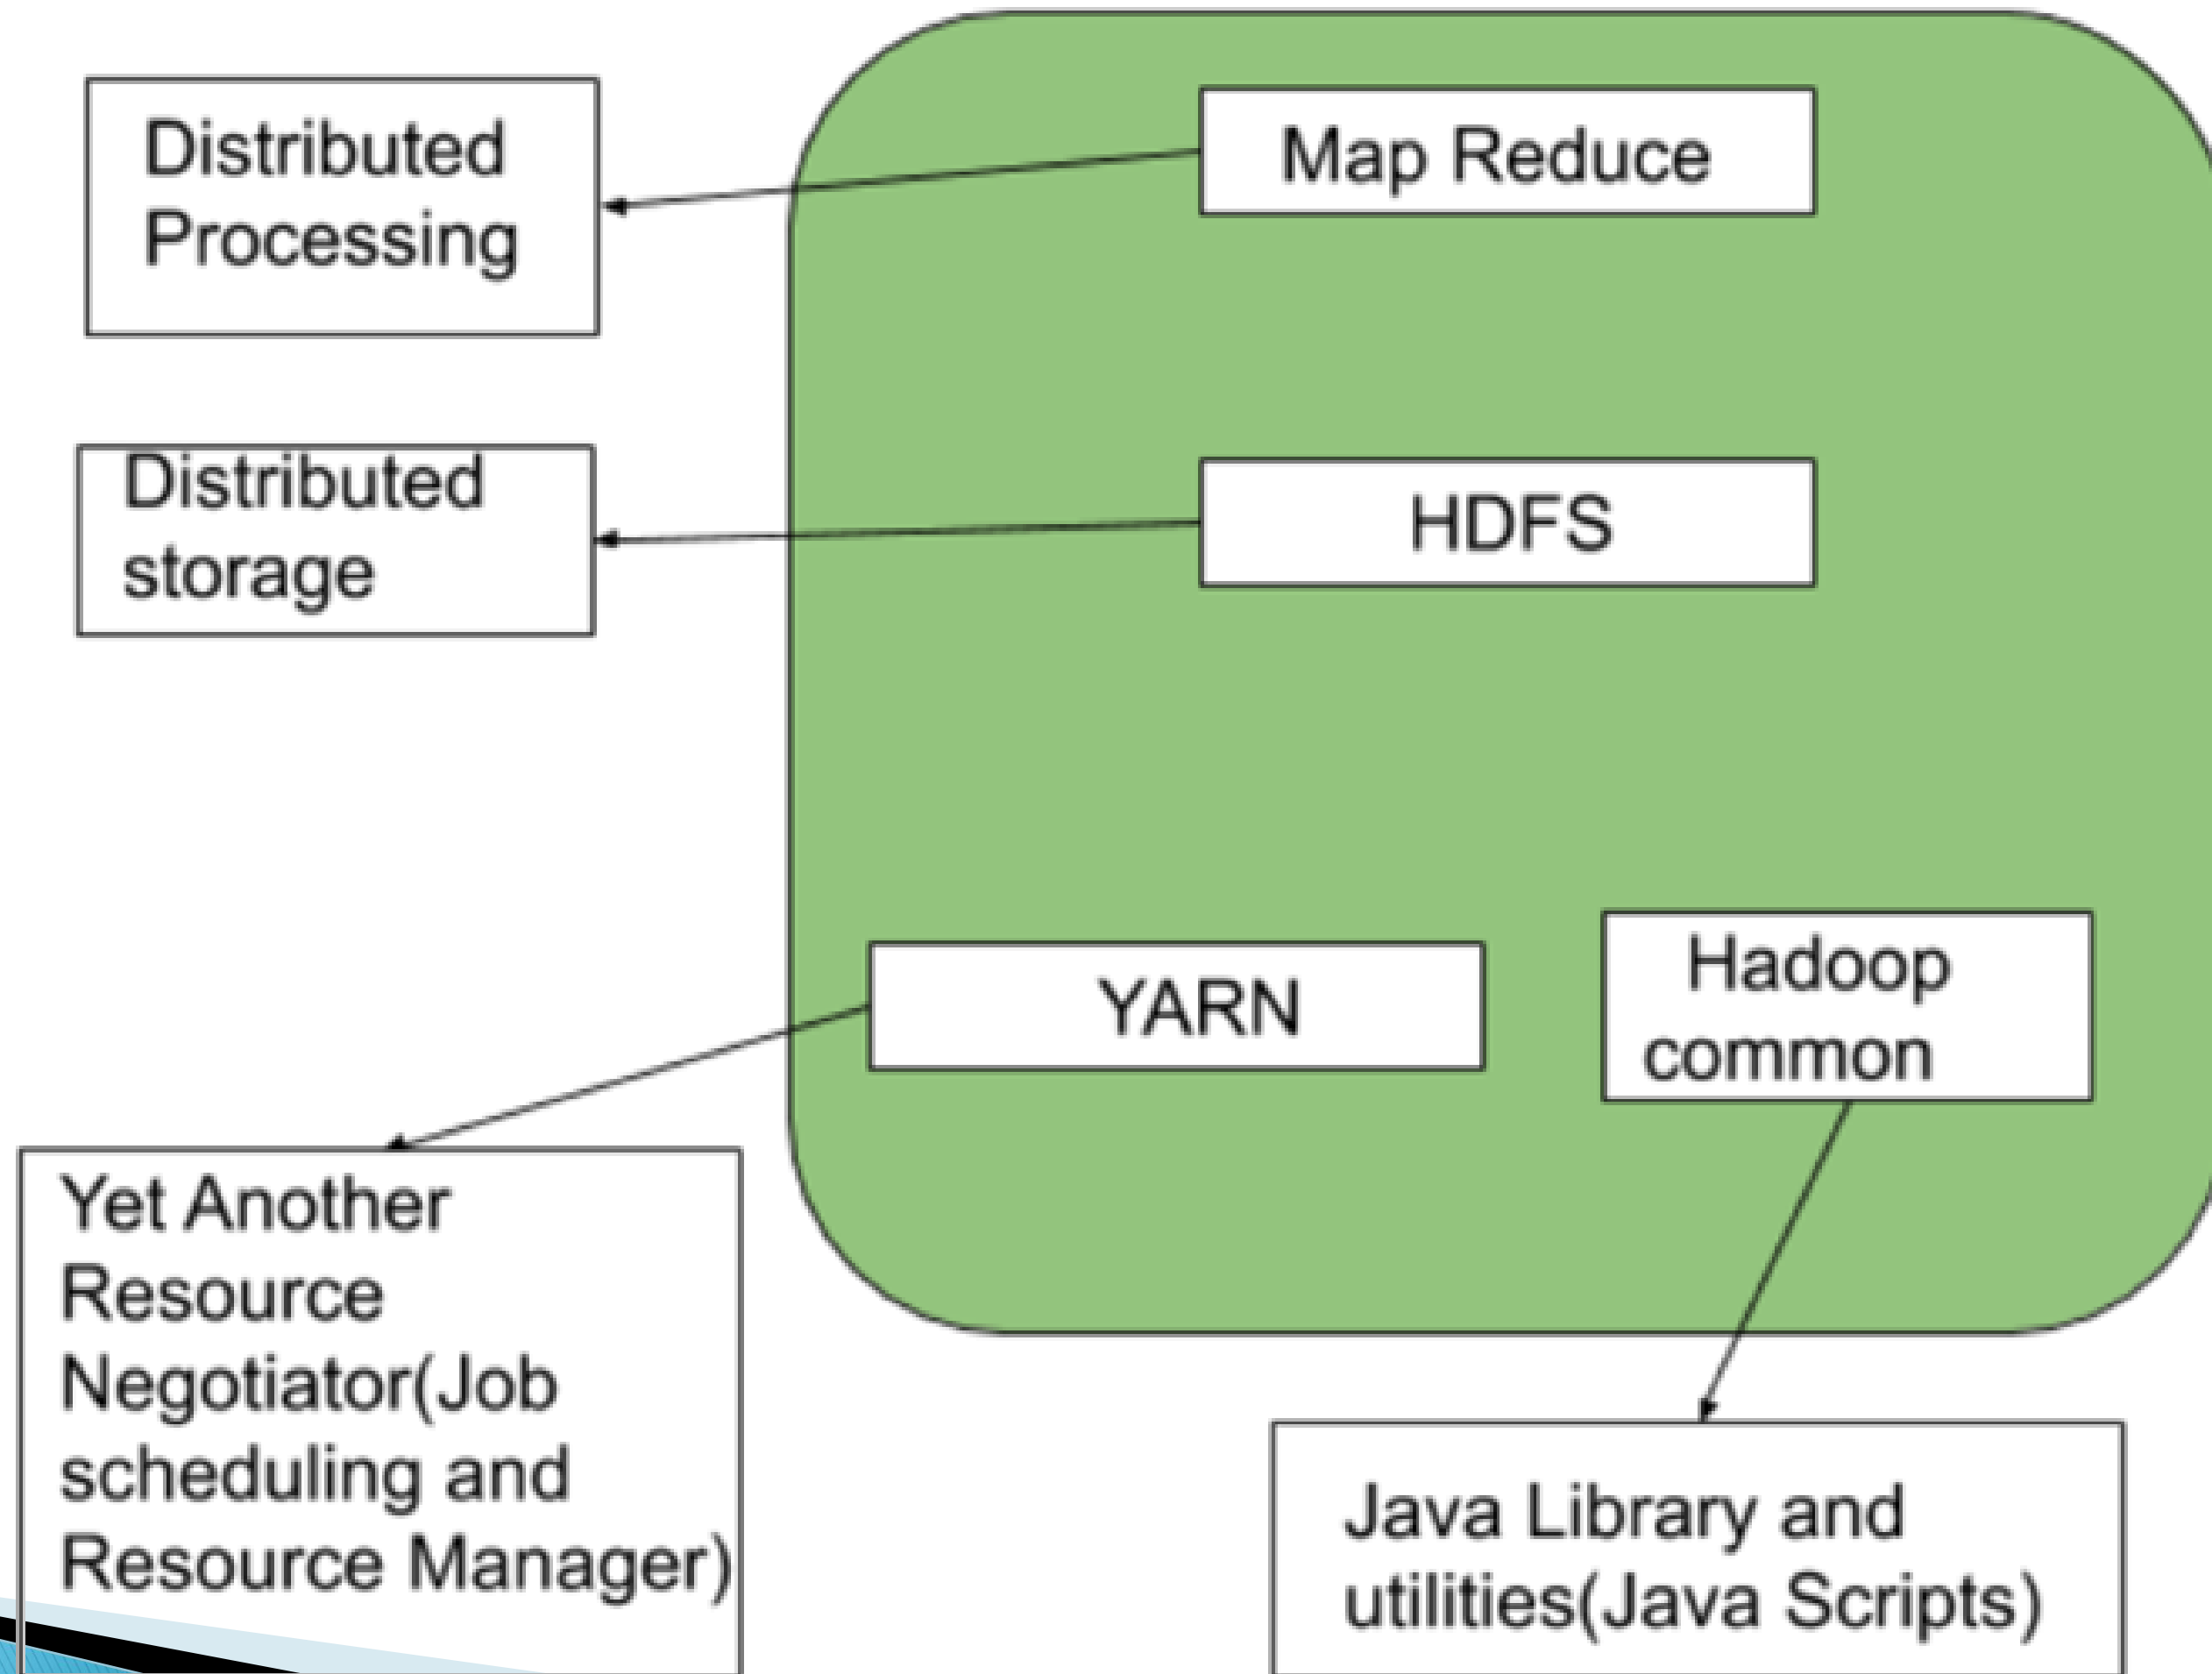 Distributed
Processing
Map Reduce
Distributed
storage
HDFS
YARN
Hadoop
common
Yet Another
Resource
Negotiator(Job
scheduling and
Resource Manager)
Java Library and
utilities(Java Scripts)